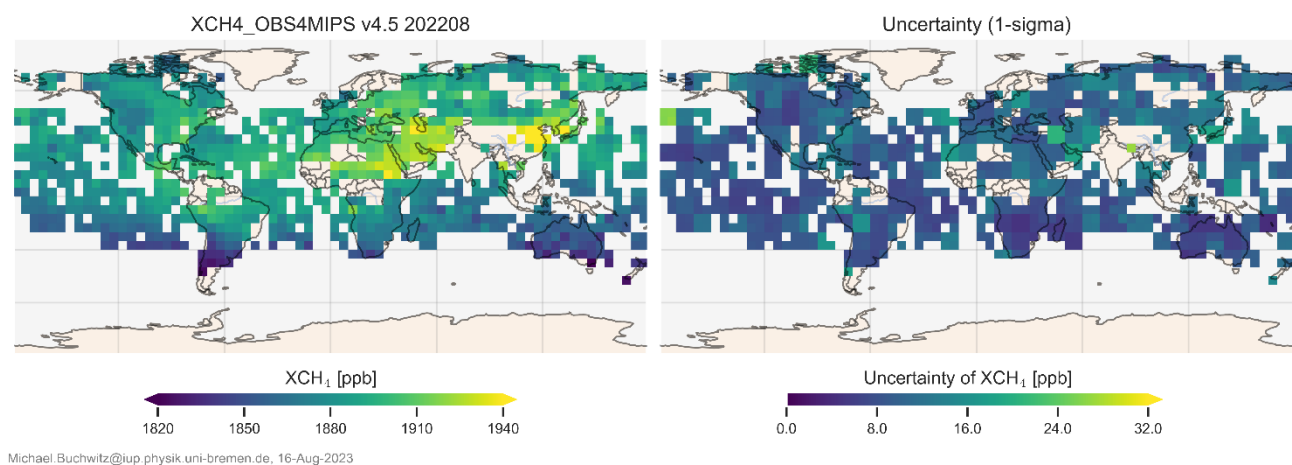 XCH4_OBS4MIPS v4.5 202208
Uncertainty (1-sigma)
XCH₄ [ppb]
1820 1850 1880 1910 1940
Uncertainty of XCH₄ [ppb]
0.0 8.0 16.0 24.0 32.0
Michael.Buchwitz@iup.physik.uni-bremen.de, 16-Aug-2023